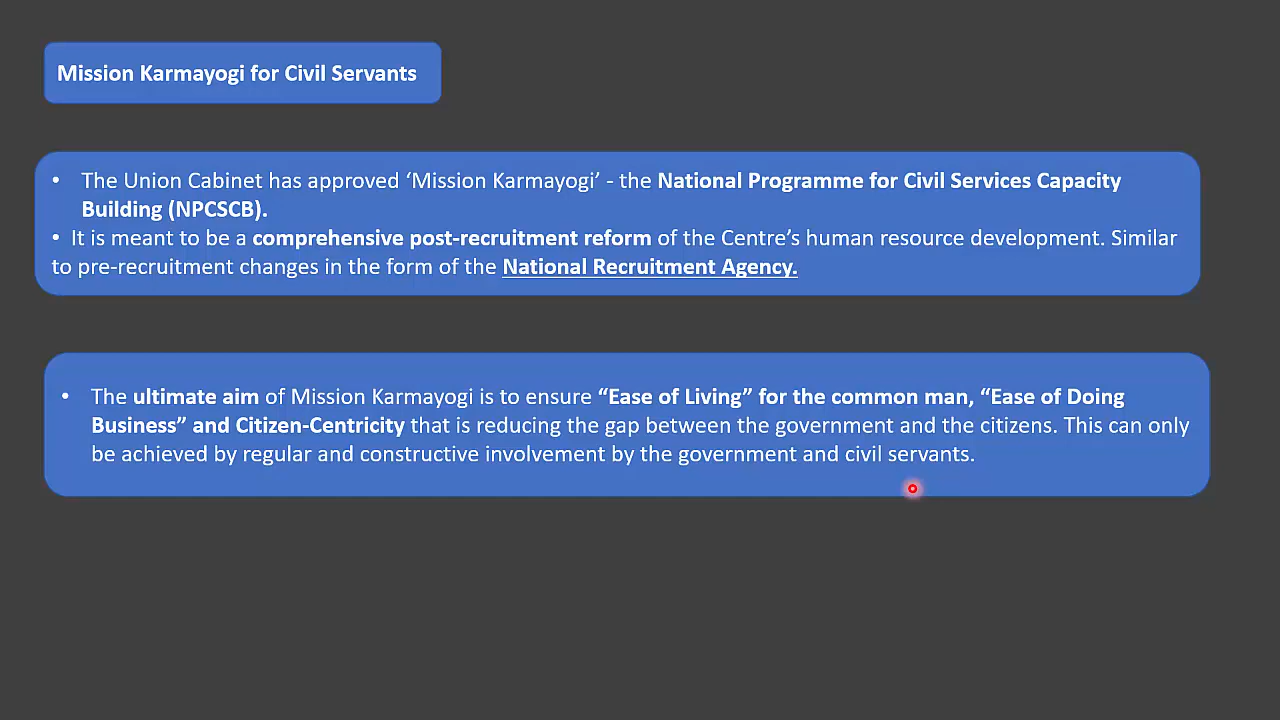 Mission Karmayogi for Civil Servants
• The Union Cabinet has approved ‘Mission Karmayogi’ - the National Programme for Civil Services Capacity
Building (NPCSCB).
• It is meant to be a comprehensive post-recruitment reform of the Centre’s human resource development. Similar
to pre-recruitment changes in the form of the National Recruitment Agency.
• The ultimate aim of Mission Karmayogi is to ensure “Ease of Living” for the common man, “Ease of Doing
Business” and Citizen-Centricity that is reducing the gap between the government and the citizens. This can only
be achieved by regular and constructive involvement by the government and civil servants.